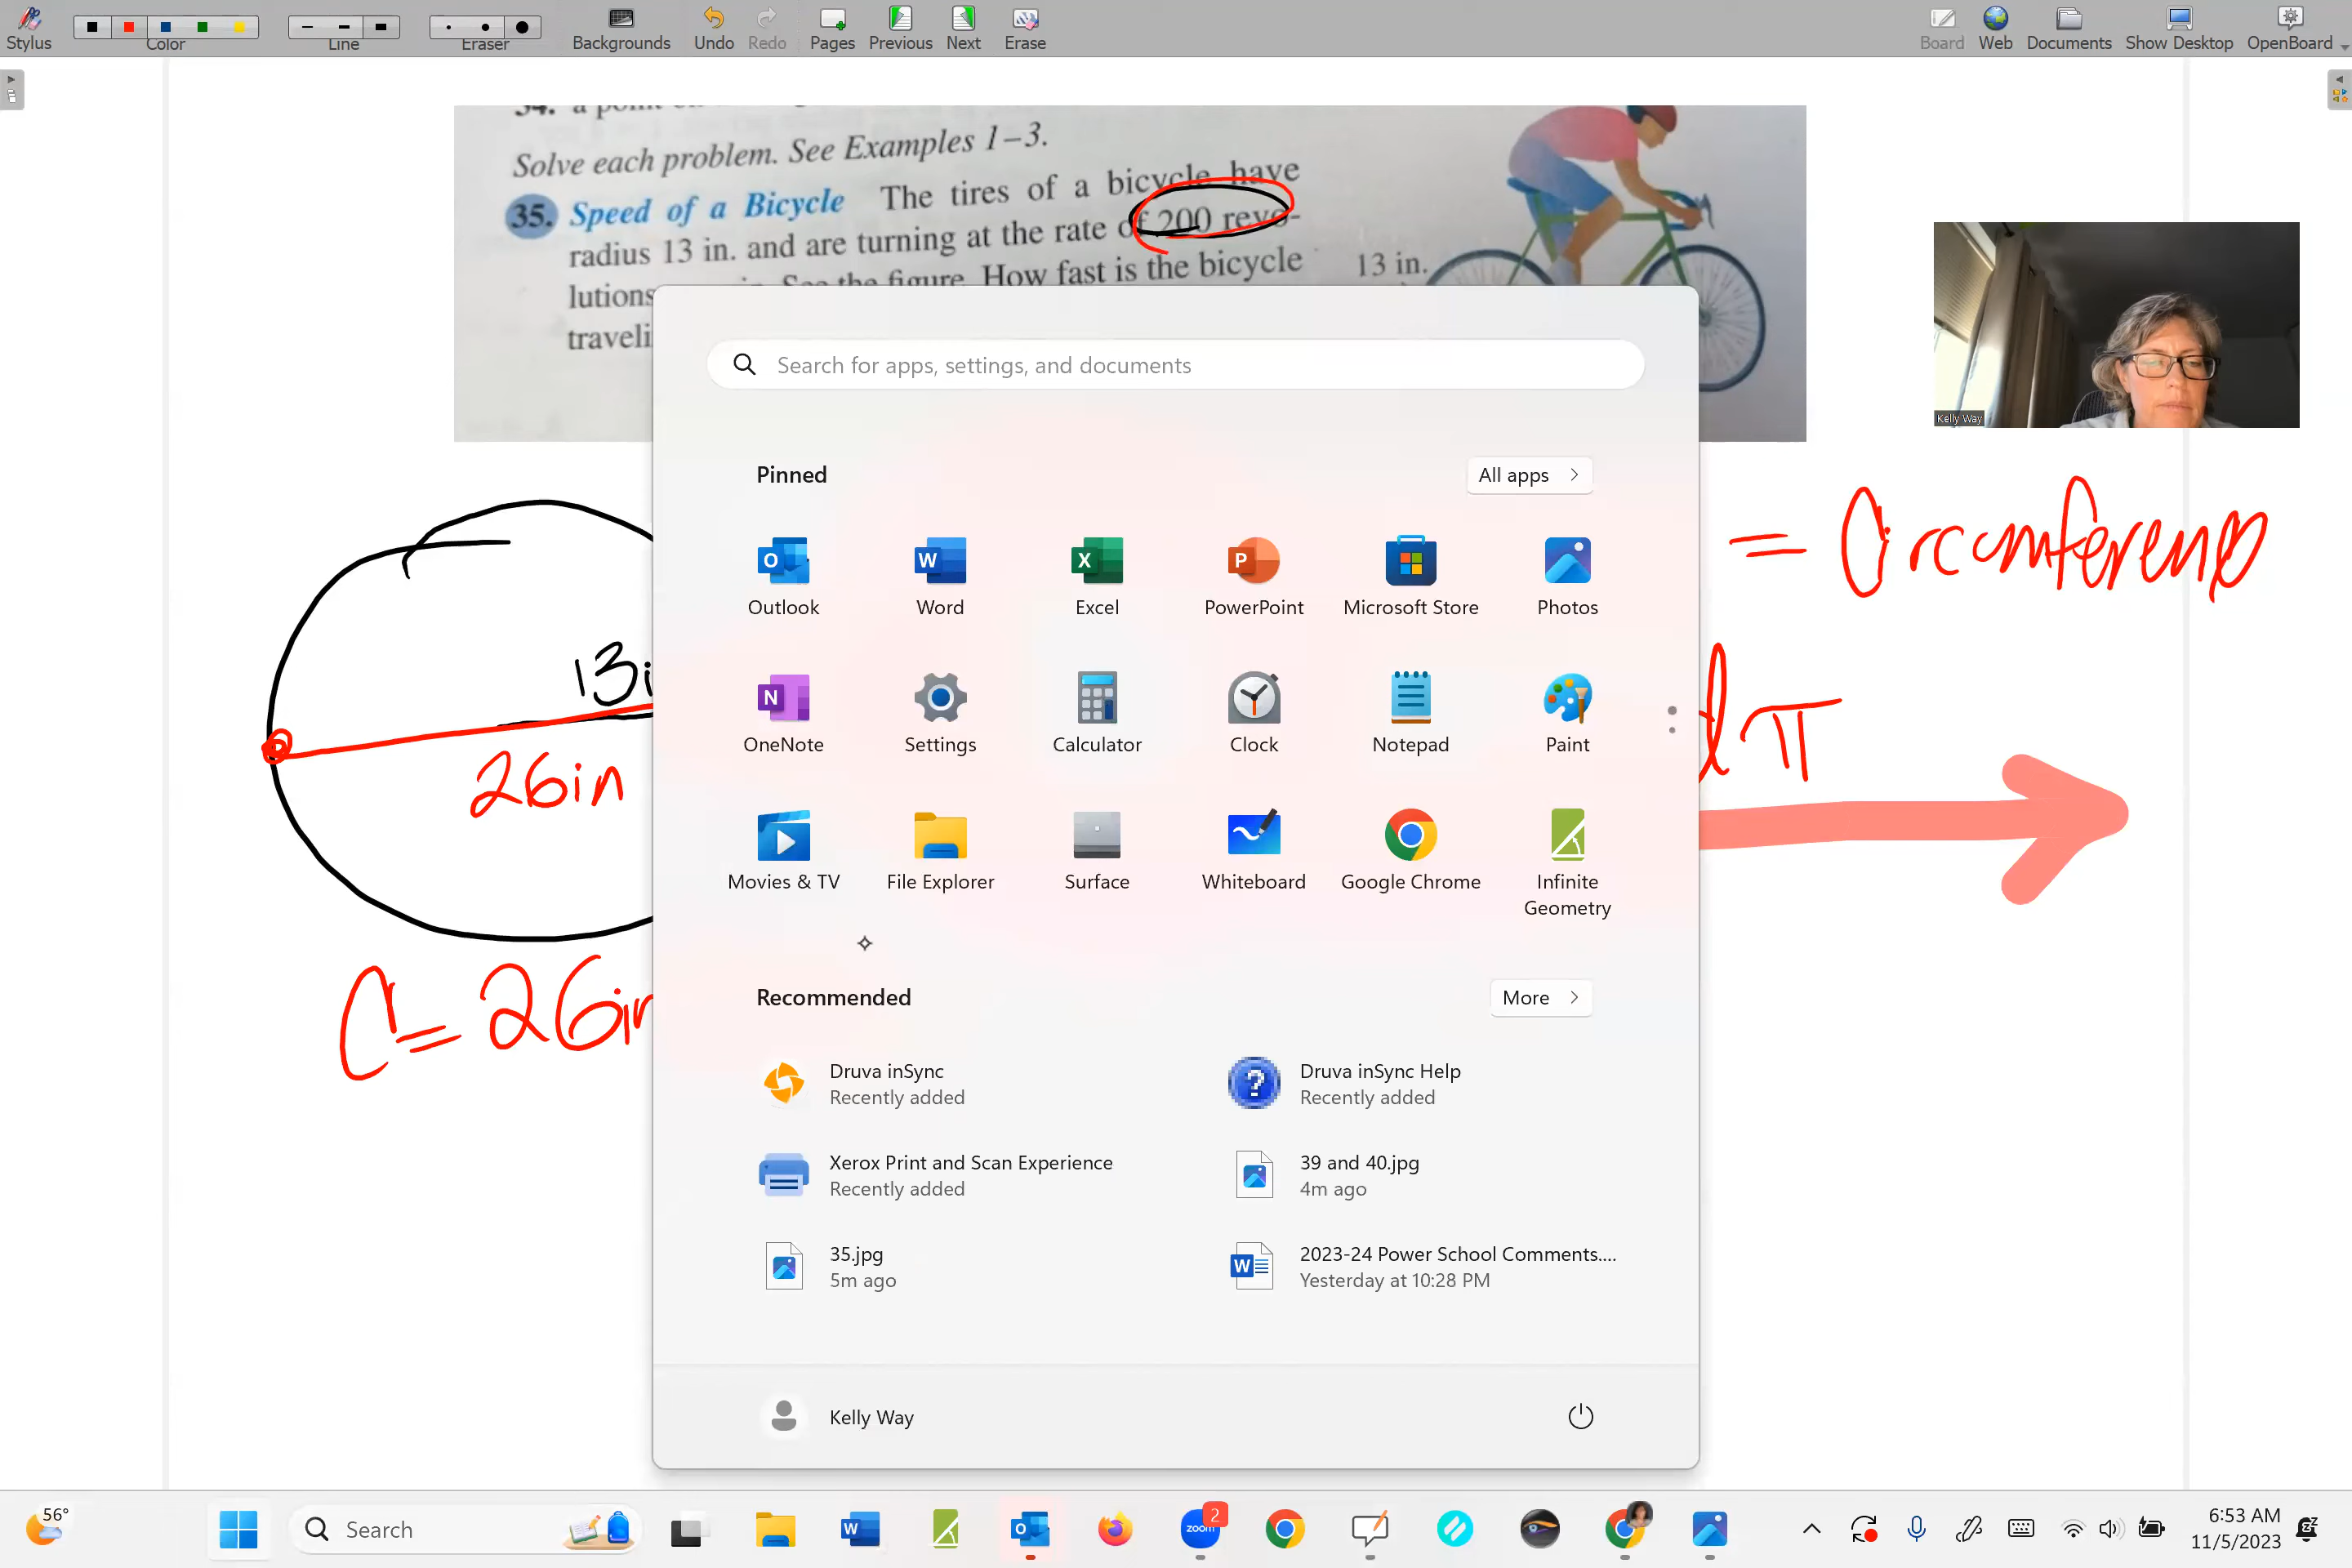 Stylus
Color
Line
Eraser
Backgrounds
Undo
Redo
Pages
Previous
Next
Erase
Board
Web
Documents
Show Desktop
OpenBoard
Solve each problem. See Examples 1–3.
35. Speed of a Bicycle The tires of a bicycle have
radius 13 in. and are turning at the rate of 200 revo-
lutions See the figure. How fast is the bicycle
13 in.
Kelly Way
= Circumference
13in
26in
dπ
C= 26in
Search for apps, settings, and documents
Pinned
All apps
Outlook
Word
Excel
PowerPoint
Microsoft Store
Photos
OneNote
Settings
Calculator
Clock
Notepad
Paint
Movies & TV
File Explorer
Surface
Whiteboard
Google Chrome
Infinite
Geometry
Recommended
More
Druva inSync
Recently added
Druva inSync Help
Recently added
Xerox Print and Scan Experience
Recently added
39 and 40.jpg
4m ago
35.jpg
5m ago
2023-24 Power School Comments....
Yesterday at 10:28 PM
Kelly Way
56°
Search
zoom
2
6:53 AM
11/5/2023